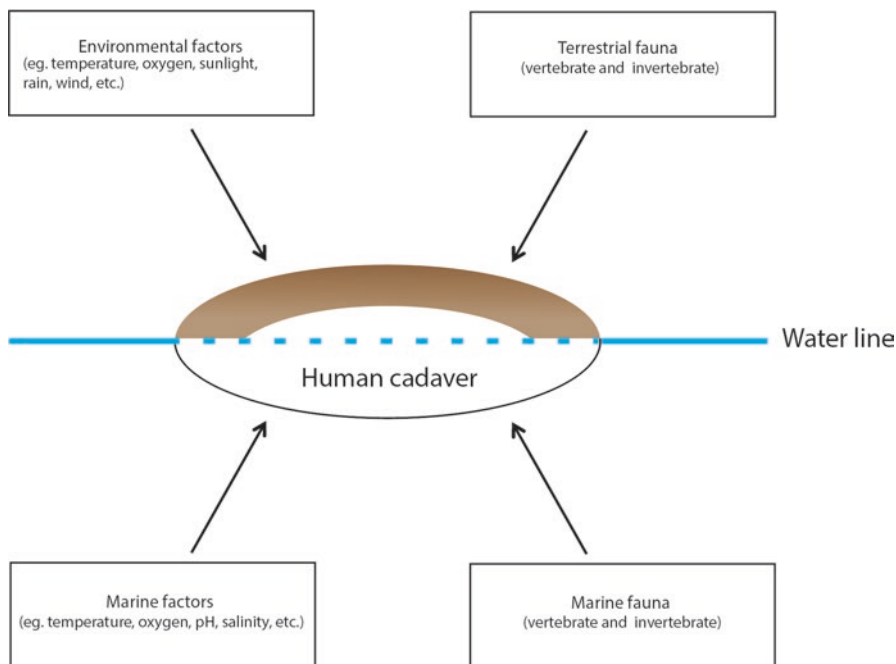 Environmental factors
(eg. temperature, oxygen, sunlight,
rain, wind, etc.)
Terrestrial fauna
(vertebrate and invertebrate)
Water line
Human cadaver
Marine factors
(eg. temperature, oxygen, pH, salinity, etc.)
Marine fauna
(vertebrate and invertebrate)